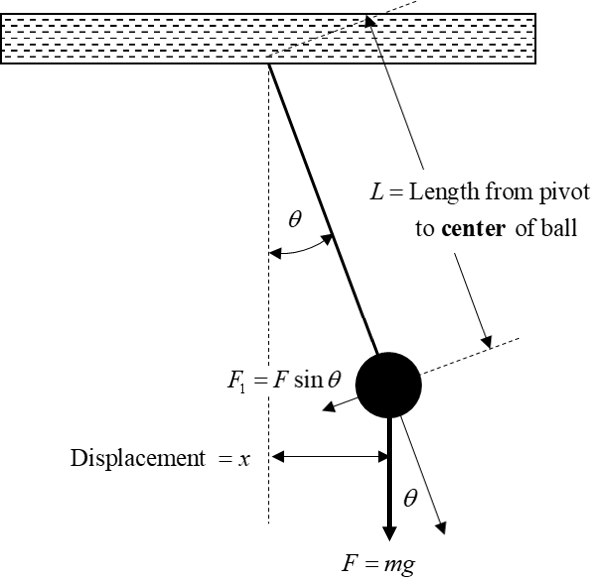 L = Length from pivot
to center of ball
θ
F₁ = F sin θ
Displacement = x
θ
F = mg